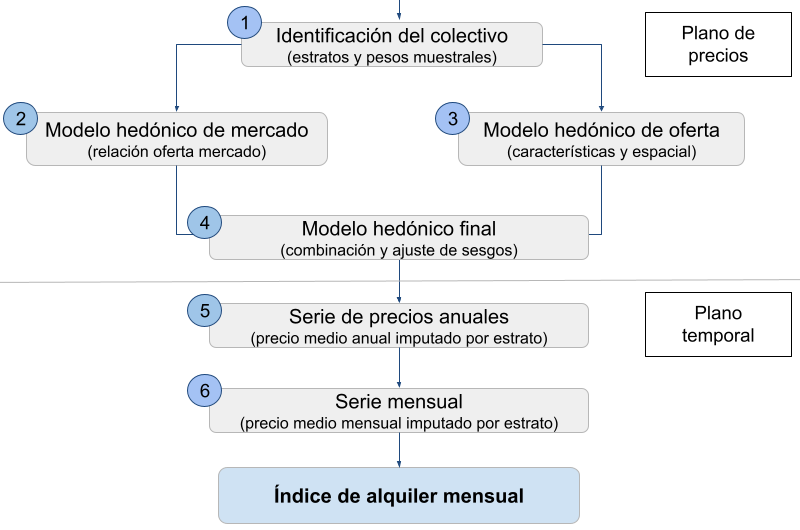 1
Identificación del colectivo
(estratos y pesos muestrales)
Plano de
precios
2
Modelo hedónico de mercado
(relación oferta mercado)
3
Modelo hedónico de oferta
(características y espacial)
4
Modelo hedónico final
(combinación y ajuste de sesgos)
5
Serie de precios anuales
(precio medio anual imputado por estrato)
Plano
temporal
6
Serie mensual
(precio medio mensual imputado por estrato)
Índice de alquiler mensual